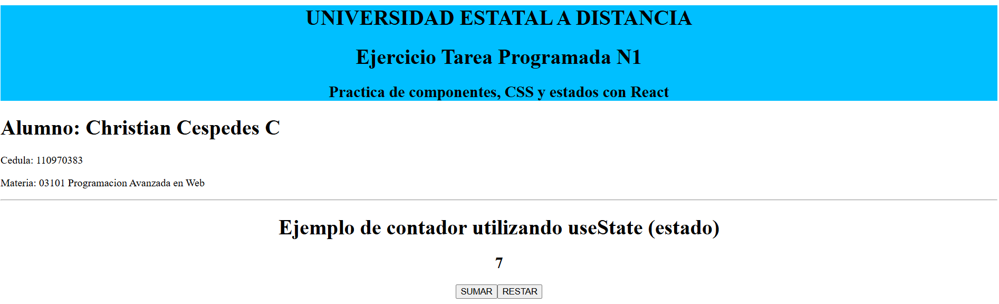 UNIVERSIDAD ESTATAL A DISTANCIA
Ejercicio Tarea Programada N1
Practica de componentes, CSS y estados con React
Alumno: Christian Cespedes C
Cedula: 110970383
Materia: 03101 Programacion Avanzada en Web
Ejemplo de contador utilizando useState (estado)
7
SUMAR RESTAR